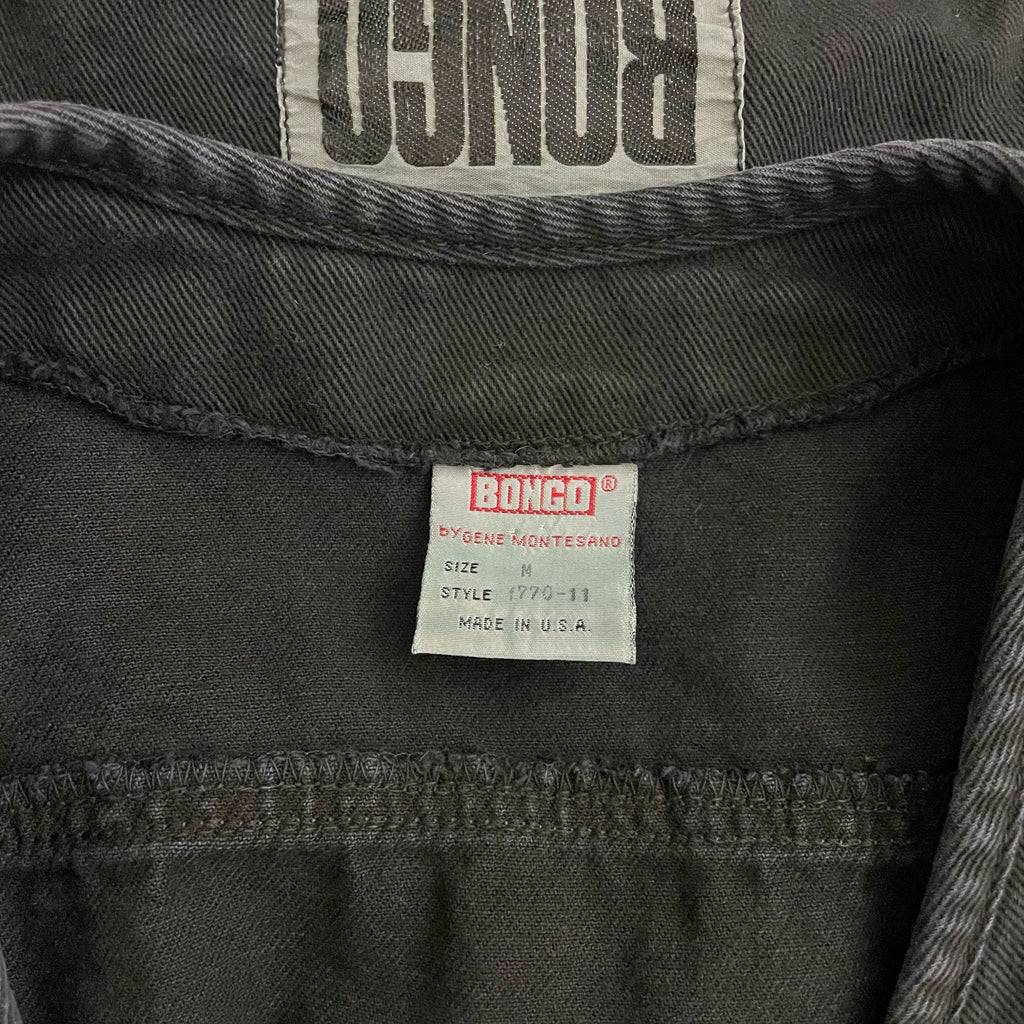 BONGO
BONGO®
by GENE MONTESANO
SIZE M
STYLE 1770-11
MADE IN U.S.A.